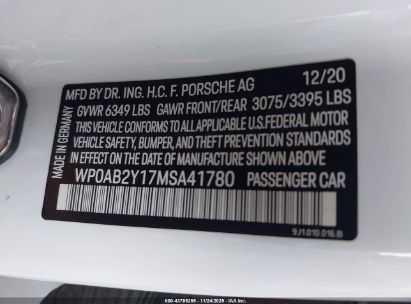 MFD BY DR. ING. H.C. F. PORSCHE AG 12/20
GVWR 6349 LBS GAWR FRONT/REAR 3075/3395 LBS
THIS VEHICLE CONFORMS TO ALL APPLICABLE U.S.FEDERAL MOTOR
VEHICLE SAFETY, BUMPER, AND THEFT PREVENTION STANDARDS
IN EFFECT ON THE DATE OF MANUFACTURE SHOWN ABOVE.
WP0AB2Y17MSA41780 PASSENGER CAR
MADE IN GERMANY
9J1.010.016.B